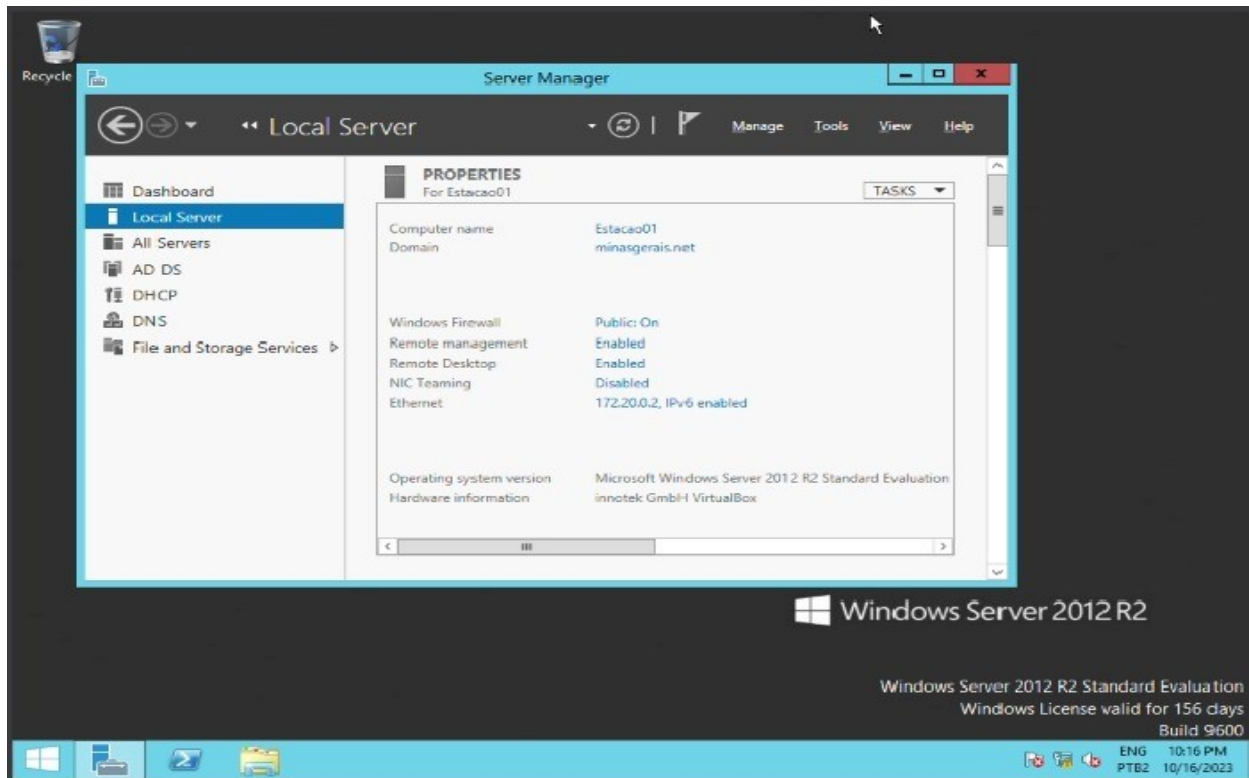 Recycle
Server Manager
Local Server
Manage Tools View Help
Dashboard
Local Server
All Servers
AD DS
DHCP
DNS
File and Storage Services
PROPERTIES
For Estacao01
TASKS
Computer name Estacao01
Domain minasgerais.net
Windows Firewall Public: On
Remote management Enabled
Remote Desktop Enabled
NIC Teaming Disabled
Ethernet 172.20.0.2, IPv6 enabled
Operating system version Microsoft Windows Server 2012 R2 Standard Evaluation
Hardware information innotek GmbH VirtualBox
Windows Server 2012 R2
Windows Server 2012 R2 Standard Evaluation
Windows License valid for 156 days
Build 9600
ENG 10:16 PM
PTB2 10/16/2023